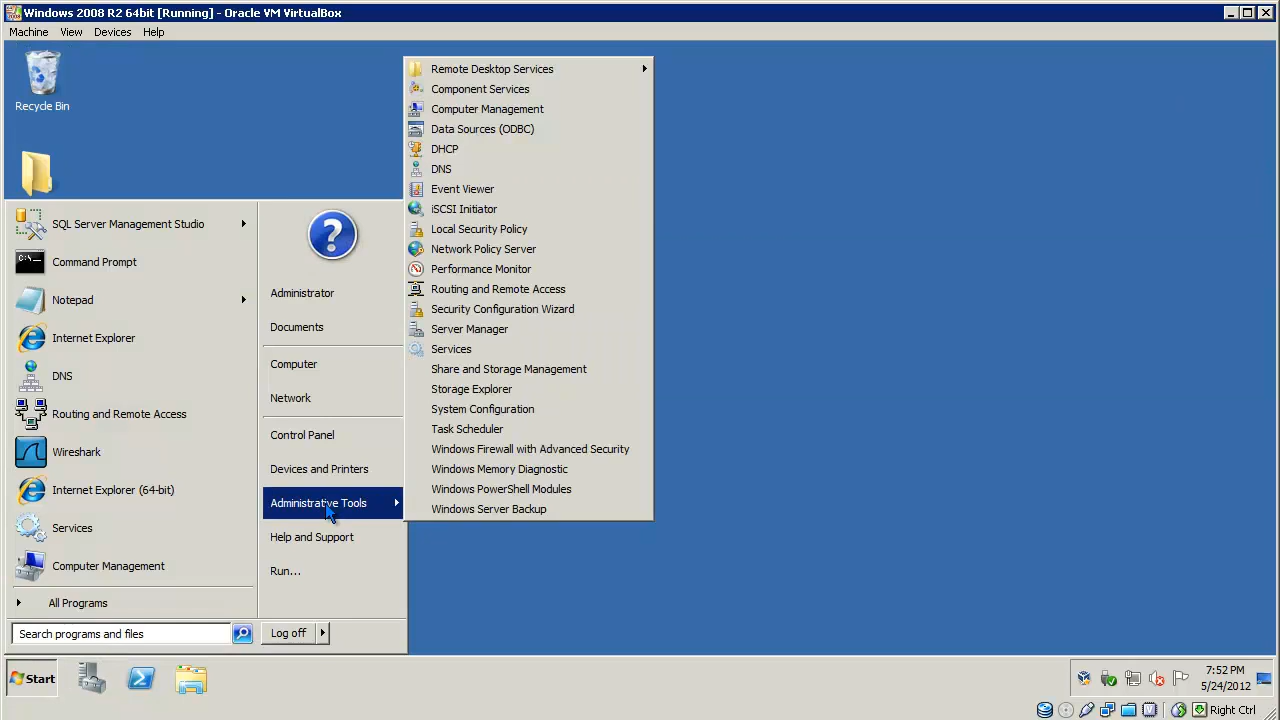 Windows 2008 R2 64bit [Running] - Oracle VM VirtualBox
Machine View Devices Help
Recycle Bin
Remote Desktop Services
Component Services
Computer Management
Data Sources (ODBC)
DHCP
DNS
Event Viewer
iSCSI Initiator
Local Security Policy
Network Policy Server
Performance Monitor
Routing and Remote Access
Security Configuration Wizard
Server Manager
Services
Share and Storage Management
Storage Explorer
System Configuration
Task Scheduler
Windows Firewall with Advanced Security
Windows Memory Diagnostic
Windows PowerShell Modules
Windows Server Backup
SQL Server Management Studio
Command Prompt
Notepad
Internet Explorer
DNS
Routing and Remote Access
Wireshark
Internet Explorer (64-bit)
Services
Computer Management
All Programs
Search programs and files
Administrator
Documents
Computer
Network
Control Panel
Devices and Printers
Administrative Tools
Help and Support
Run...
Log off
Start
7:52 PM
5/24/2012
Right Ctrl